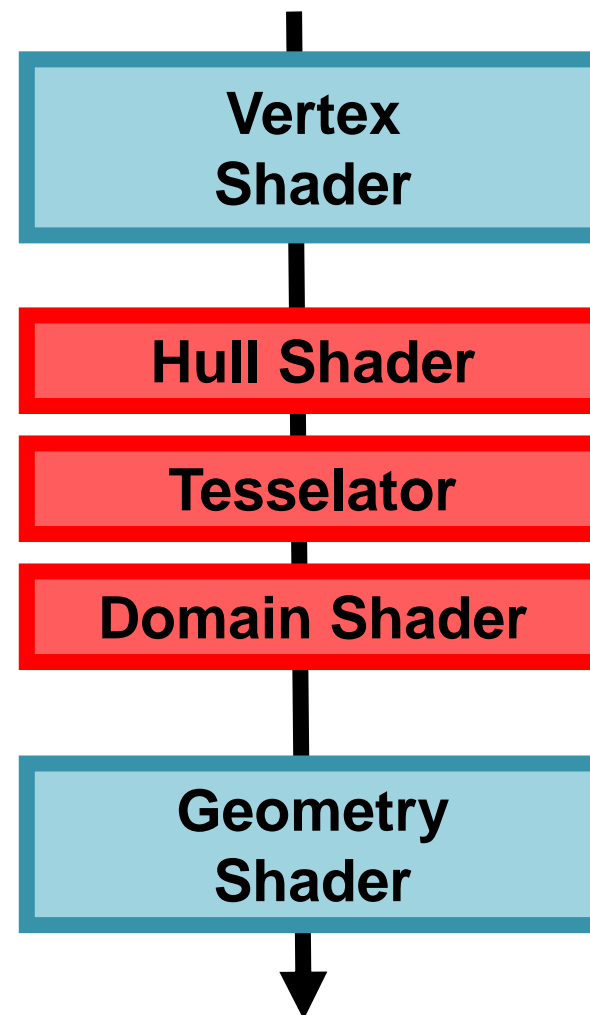 Vertex
Shader
Hull Shader
Tesselator
Domain Shader
Geometry
Shader